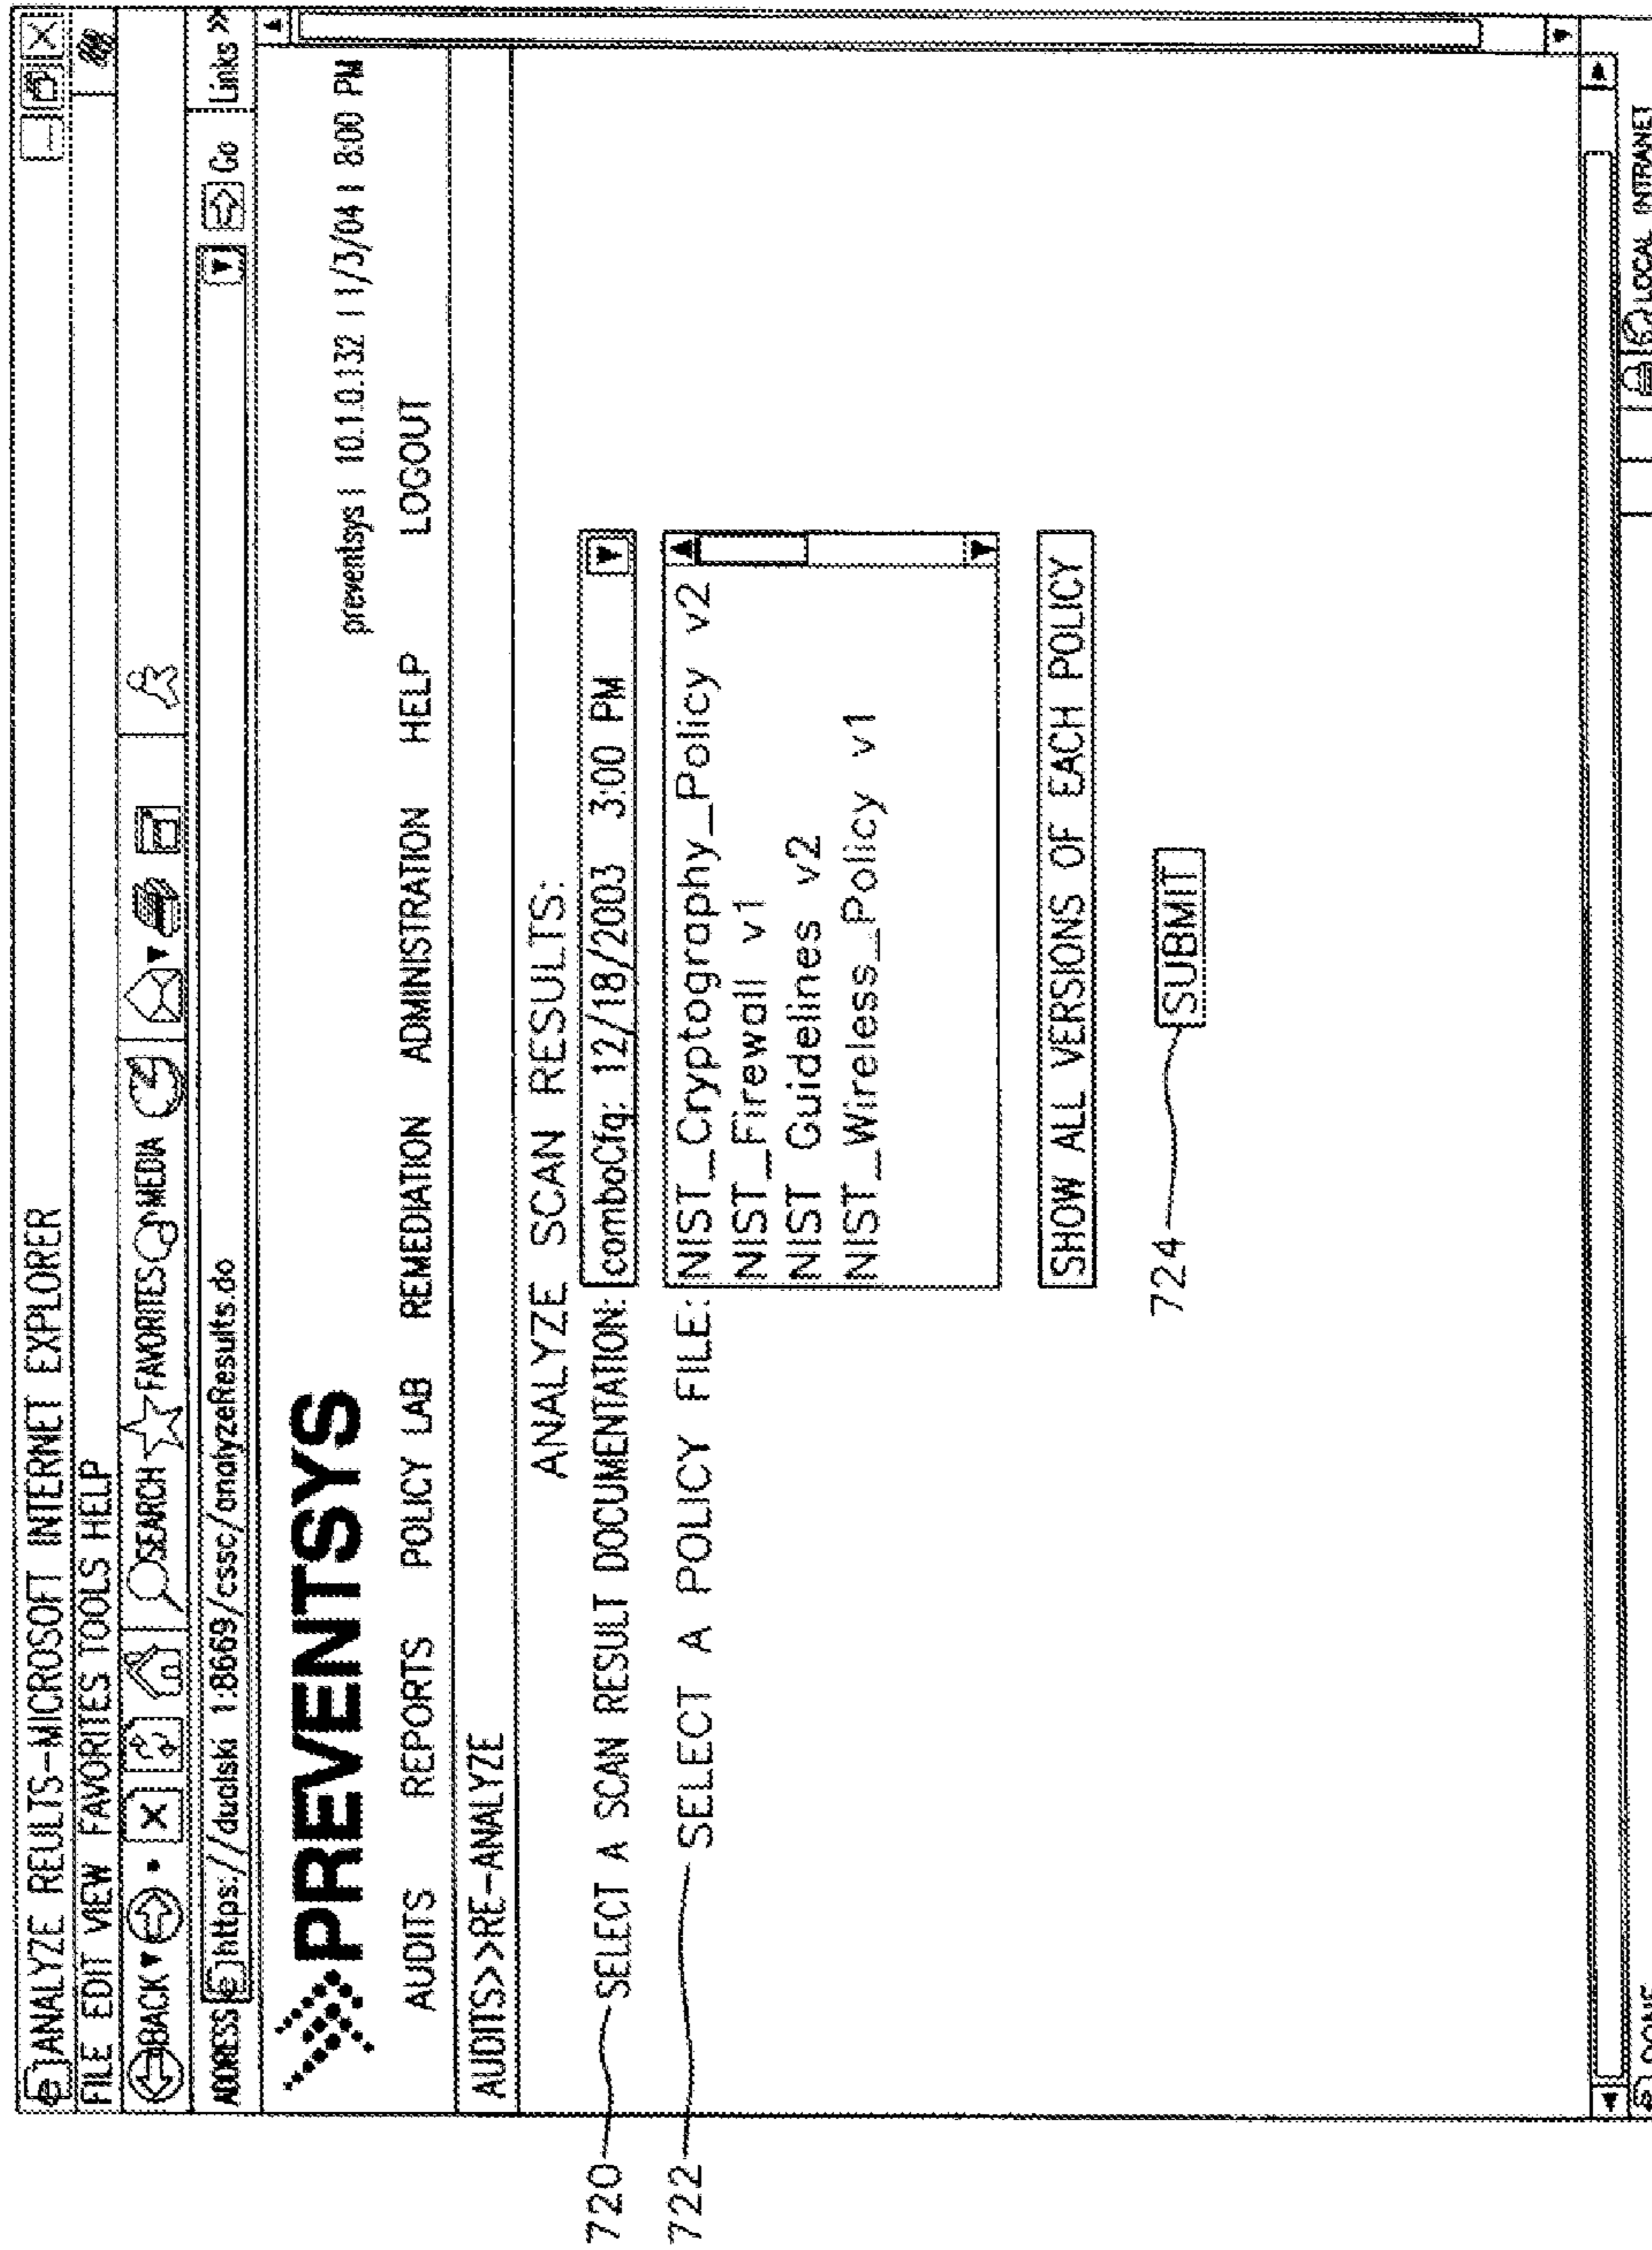 ANALYZE REULTS-MICROSOFT INTERNET EXPLORER
FILE EDIT VIEW FAVORITES TOOLS HELP
BACK SEARCH FAVORITES MEDIA
ADDRESS https://dualski 1:8669/cssc/analyzeResults.do Go Links >>
PREVENTSYS
preventsys | 10.1.0.132 | 1/3/04 | 8:00 PM
AUDITS REPORTS POLICY LAB REMEDIATION ADMINISTRATION HELP LOGOUT
AUDITS>>RE-ANALYZE
ANALYZE SCAN RESULTS:
720 SELECT A SCAN RESULT DOCUMENTATION: comboCfg: 12/18/2003 3:00 PM
722 SELECT A POLICY FILE: NIST_Cryptography_Policy v2
NIST_Firewall v1
NIST Guidelines v2
NIST_Wireless_Policy v1
SHOW ALL VERSIONS OF EACH POLICY
724 SUBMIT
DONE LOCAL INTRANET